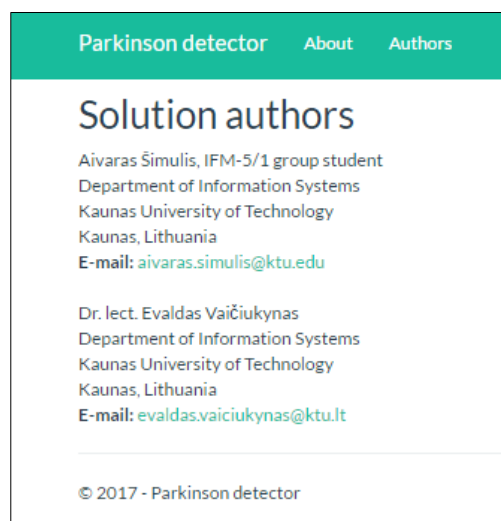 Parkinson detector About Authors
Solution authors
Aivaras Šimulis, IFM-5/1 group student
Department of Information Systems
Kaunas University of Technology
Kaunas, Lithuania
E-mail: aivaras.simulis@ktu.edu
Dr. lect. Evaldas Vaičiukynas
Department of Information Systems
Kaunas University of Technology
Kaunas, Lithuania
E-mail: evaldas.vaiciukynas@ktu.lt
© 2017 - Parkinson detector